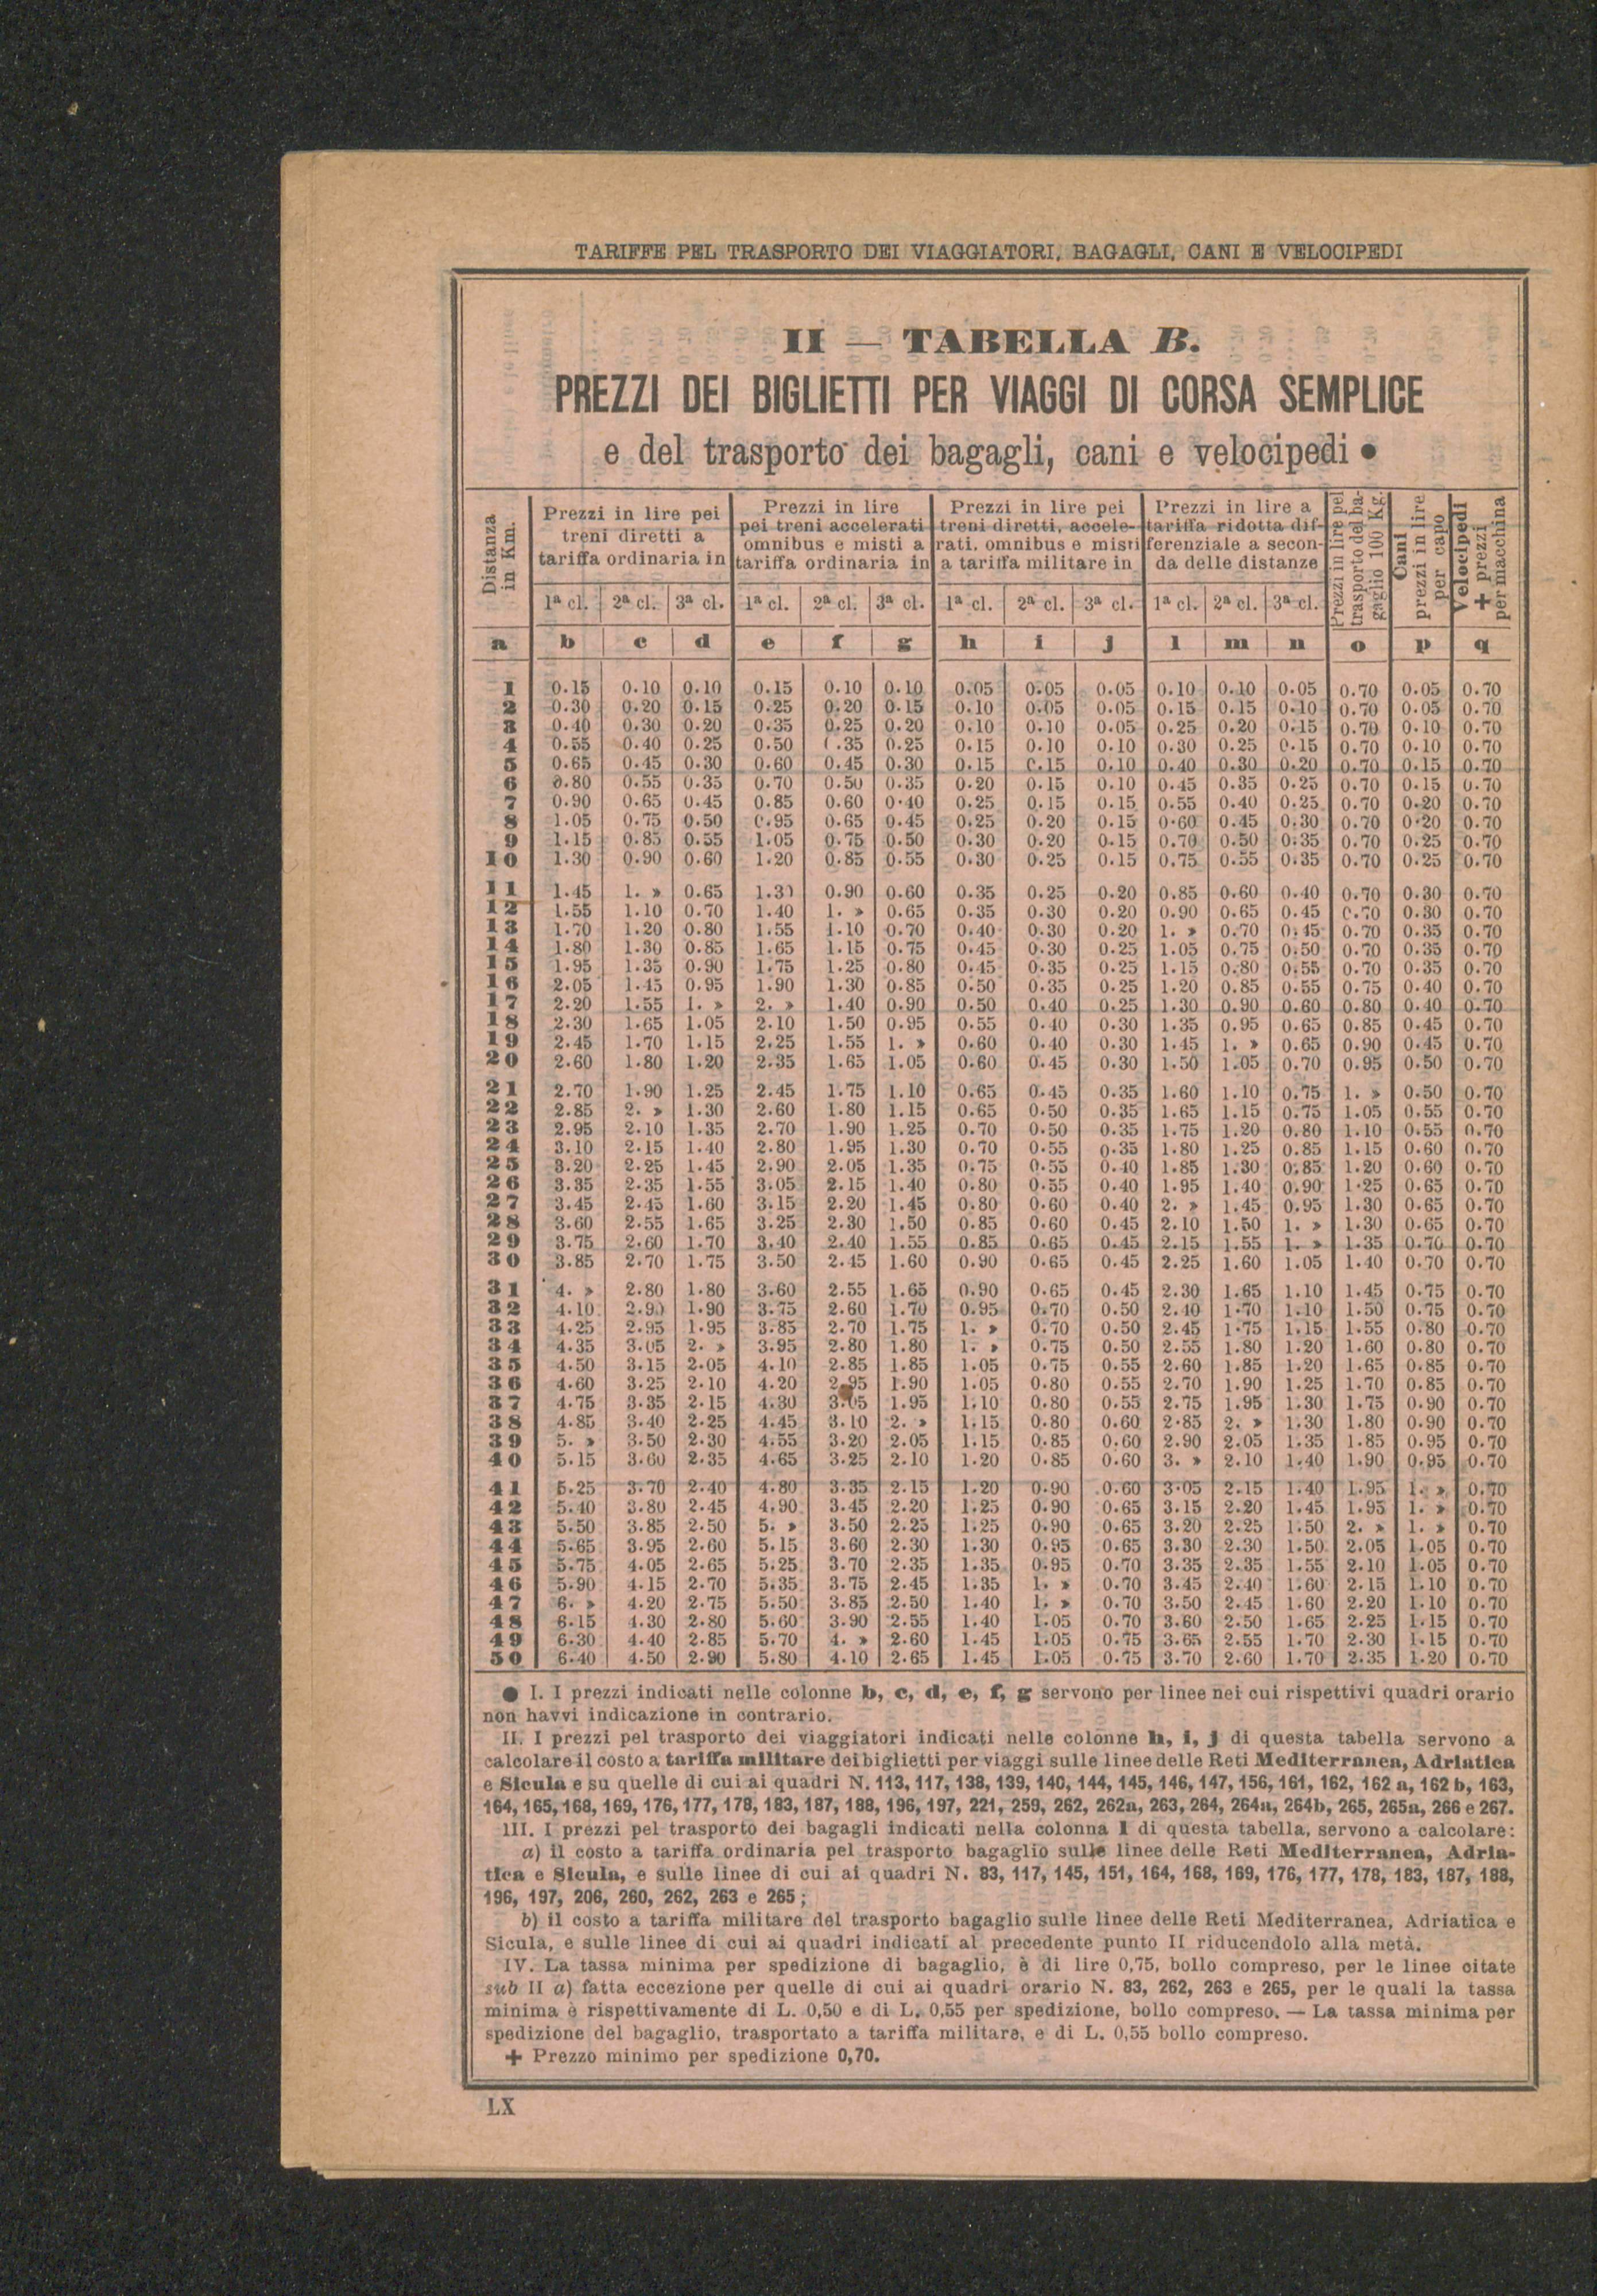 TARIFFE PEL TRASPORTO DEI VIAGGIATORI, BAGAGLI, CANI E VELOCIPEDI
II — TABELLA B.
PREZZI DEI BIGLIETTI PER VIAGGI DI CORSA SEMPLICE
e del trasporto dei bagagli, cani e velocipedi ●
Distanza in Km. | Prezzi in lire pei treni diretti a tariffa ordinaria in | Prezzi in lire pei treni accelerati omnibus e misti a tariffa ordinaria in | Prezzi in lire pei treni diretti, accelerati, omnibus e misti a tariffa militare in | Prezzi in lire a tariffa ridotta differenziale a seconda delle distanze | Prezzi in lire pel trasporto del bagaglio 100 Kg. | Cani prezzi in lire per capo | Velocipedi + prezzi per macchina
1ª cl. 2ª cl. 3ª cl. 1ª cl. 2ª cl. 3ª cl. 1ª cl. 2ª cl. 3ª cl. 1ª cl. 2ª cl. 3ª cl.
a b c d e f g h i j l m n o p q
1 0.15 0.10 0.10 0.15 0.10 0.10 0.05 0.05 0.05 0.10 0.10 0.05 0.70 0.05 0.70
2 0.30 0.20 0.15 0.25 0.20 0.15 0.10 0.05 0.05 0.15 0.15 0.10 0.70 0.05 0.70
3 0.40 0.30 0.20 0.35 0.25 0.20 0.10 0.10 0.05 0.25 0.20 0.15 0.70 0.10 0.70
4 0.55 0.40 0.25 0.50 (.35 0.25 0.15 0.10 0.10 0.30 0.25 0.15 0.70 0.10 0.70
5 0.65 0.45 0.30 0.60 0.45 0.30 0.15 0.15 0.10 0.40 0.30 0.20 0.70 0.15 0.70
6 0.80 0.55 0.35 0.70 0.50 0.35 0.20 0.15 0.10 0.45 0.35 0.25 0.70 0.15 0.70
7 0.90 0.65 0.45 0.85 0.60 0.40 0.25 0.15 0.15 0.55 0.40 0.25 0.70 0.20 0.70
8 1.05 0.75 0.50 0.95 0.65 0.45 0.25 0.20 0.15 0.60 0.45 0.30 0.70 0.20 0.70
9 1.15 0.85 0.55 1.05 0.75 0.50 0.30 0.20 0.15 0.70 0.50 0.35 0.70 0.25 0.70
10 1.30 0.90 0.60 1.20 0.85 0.55 0.30 0.25 0.15 0.75 0.55 0.35 0.70 0.25 0.70
11 1.45 1. » 0.65 1.30 0.90 0.60 0.35 0.25 0.20 0.85 0.60 0.40 0.70 0.30 0.70
12 1.55 1.10 0.70 1.40 1. » 0.65 0.35 0.30 0.20 0.90 0.65 0.45 0.70 0.30 0.70
13 1.70 1.20 0.80 1.55 1.10 0.70 0.40 0.30 0.20 1. » 0.70 0.45 0.70 0.35 0.70
14 1.80 1.30 0.85 1.65 1.15 0.75 0.45 0.30 0.25 1.05 0.75 0.50 0.70 0.35 0.70
15 1.95 1.35 0.90 1.75 1.25 0.80 0.45 0.35 0.25 1.15 0.80 0.55 0.70 0.35 0.70
16 2.05 1.45 0.95 1.90 1.30 0.85 0.50 0.35 0.25 1.20 0.85 0.55 0.75 0.40 0.70
17 2.20 1.55 1. » 2. » 1.40 0.90 0.50 0.40 0.25 1.30 0.90 0.60 0.80 0.40 0.70
18 2.30 1.65 1.05 2.10 1.50 0.95 0.55 0.40 0.30 1.35 0.95 0.65 0.85 0.45 0.70
19 2.45 1.70 1.15 2.25 1.55 1. » 0.60 0.40 0.30 1.45 1. » 0.65 0.90 0.45 0.70
20 2.60 1.80 1.20 2.35 1.65 1.05 0.60 0.45 0.30 1.50 1.05 0.70 0.95 0.50 0.70
21 2.70 1.90 1.25 2.45 1.75 1.10 0.65 0.45 0.35 1.60 1.10 0.75 1. » 0.50 0.70
22 2.85 2. » 1.30 2.60 1.80 1.15 0.65 0.50 0.35 1.65 1.15 0.75 1.05 0.55 0.70
23 2.95 2.10 1.35 2.70 1.90 1.25 0.70 0.50 0.35 1.75 1.20 0.80 1.10 0.55 0.70
24 3.10 2.15 1.40 2.80 1.95 1.30 0.70 0.55 0.35 1.80 1.25 0.85 1.15 0.60 0.70
25 3.20 2.25 1.45 2.90 2.05 1.35 0.75 0.55 0.40 1.85 1.30 0.85 1.20 0.60 0.70
26 3.35 2.35 1.55 3.05 2.15 1.40 0.80 0.55 0.40 1.95 1.40 0.90 1.25 0.65 0.70
27 3.45 2.45 1.60 3.15 2.20 1.45 0.80 0.60 0.40 2. » 1.45 0.95 1.30 0.65 0.70
28 3.60 2.55 1.65 3.25 2.30 1.50 0.85 0.60 0.45 2.10 1.50 1. » 1.30 0.65 0.70
29 3.75 2.60 1.70 3.40 2.40 1.55 0.85 0.65 0.45 2.15 1.55 1. » 1.35 0.70 0.70
30 3.85 2.70 1.75 3.50 2.45 1.60 0.90 0.65 0.45 2.25 1.60 1.05 1.40 0.70 0.70
31 4. » 2.80 1.80 3.60 2.55 1.65 0.90 0.65 0.45 2.30 1.65 1.10 1.45 0.75 0.70
32 4.10 2.90 1.90 3.75 2.60 1.70 0.95 0.70 0.50 2.40 1.70 1.10 1.50 0.75 0.70
33 4.25 2.95 1.95 3.85 2.70 1.75 1. » 0.70 0.50 2.45 1.75 1.15 1.55 0.80 0.70
34 4.35 3.05 2. » 3.95 2.80 1.80 1. » 0.75 0.50 2.55 1.80 1.20 1.60 0.80 0.70
35 4.50 3.15 2.05 4.10 2.85 1.85 1.05 0.75 0.55 2.60 1.85 1.20 1.65 0.85 0.70
36 4.60 3.25 2.10 4.20 2.95 1.90 1.05 0.80 0.55 2.70 1.90 1.25 1.70 0.85 0.70
37 4.75 3.35 2.15 4.30 3.05 1.95 1.10 0.80 0.55 2.75 1.95 1.30 1.75 0.90 0.70
38 4.85 3.40 2.25 4.45 3.10 2. » 1.15 0.80 0.60 2.85 2. » 1.30 1.80 0.90 0.70
39 5. » 3.50 2.30 4.55 3.20 2.05 1.15 0.85 0.60 2.90 2.05 1.35 1.85 0.95 0.70
40 5.15 3.60 2.35 4.65 3.25 2.10 1.20 0.85 0.60 3. » 2.10 1.40 1.90 0.95 0.70
41 5.25 3.70 2.40 4.80 3.35 2.15 1.20 0.90 0.60 3.05 2.15 1.40 1.95 1. » 0.70
42 5.40 3.80 2.45 4.90 3.45 2.20 1.25 0.90 0.65 3.15 2.20 1.45 1.95 1. » 0.70
43 5.50 3.85 2.50 5. » 3.50 2.25 1.25 0.90 0.65 3.20 2.25 1.50 2. » 1. » 0.70
44 5.65 3.95 2.60 5.15 3.60 2.30 1.30 0.95 0.65 3.30 2.30 1.50 2.05 1.05 0.70
45 5.75 4.05 2.65 5.25 3.70 2.35 1.35 0.95 0.70 3.35 2.35 1.55 2.10 1.05 0.70
46 5.90 4.15 2.70 5.35 3.75 2.45 1.35 1. » 0.70 3.45 2.40 1.60 2.15 1.10 0.70
47 6. » 4.20 2.75 5.50 3.85 2.50 1.40 1. » 0.70 3.50 2.45 1.60 2.20 1.10 0.70
48 6.15 4.30 2.80 5.60 3.90 2.55 1.40 1.05 0.70 3.60 2.50 1.65 2.25 1.15 0.70
49 6.30 4.40 2.85 5.70 4. » 2.60 1.45 1.05 0.75 3.65 2.55 1.70 2.30 1.15 0.70
50 6.40 4.50 2.90 5.80 4.10 2.65 1.45 1.05 0.75 3.70 2.60 1.70 2.35 1.20 0.70
● I. I prezzi indicati nelle colonne b, c, d, e, f, g servono per linee nei cui rispettivi quadri orario
non havvi indicazione in contrario.
II. I prezzi pel trasporto dei viaggiatori indicati nelle colonne h, i, j di questa tabella servono a
calcolare il costo a tariffa militare dei biglietti per viaggi sulle linee delle Reti Mediterranea, Adriatica
e Sicula e su quelle di cui ai quadri N. 113, 117, 138, 139, 140, 144, 145, 146, 147, 156, 161, 162, 162 a, 162 b, 163,
164, 165, 168, 169, 176, 177, 178, 183, 187, 188, 196, 197, 221, 259, 262, 262a, 263, 264, 264a, 264b, 265, 265a, 266 e 267.
III. I prezzi pel trasporto dei bagagli indicati nella colonna l di questa tabella, servono a calcolare:
a) il costo a tariffa ordinaria pel trasporto bagaglio sulle linee delle Reti Mediterranea, Adria-
tica e Sicula, e sulle linee di cui ai quadri N. 83, 117, 145, 151, 164, 168, 169, 176, 177, 178, 183, 187, 188,
196, 197, 206, 260, 262, 263 e 265;
b) il costo a tariffa militare del trasporto bagaglio sulle linee delle Reti Mediterranea, Adriatica e
Sicula, e sulle linee di cui ai quadri indicati al precedente punto II riducendolo alla metà.
IV. La tassa minima per spedizione di bagaglio, è di lire 0,75, bollo compreso, per le linee citate
sub II a) fatta eccezione per quelle di cui ai quadri orario N. 83, 262, 263 e 265, per le quali la tassa
minima è rispettivamente di L. 0,50 e di L. 0,55 per spedizione, bollo compreso. — La tassa minima per
spedizione del bagaglio, trasportato a tariffa militare, e di L. 0,55 bollo compreso.
+ Prezzo minimo per spedizione 0,70.
LX